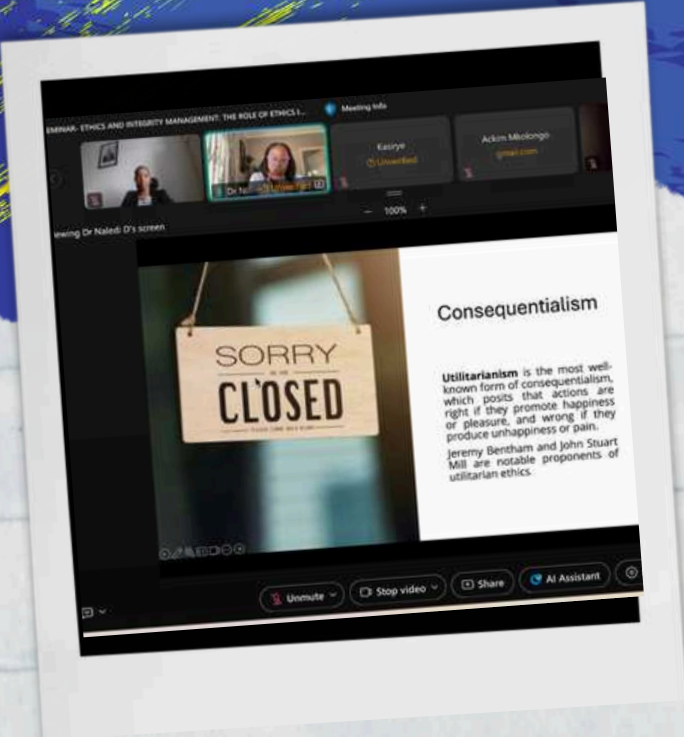 EMINAR- ETHICS AND INTEGRITY MANAGEMENT: THE ROLE OF ETHICS I...
Meeting Info
Kasirye
Unverified
Ackim Mbolongo
gmail.com
100%
ewing Dr Naledi D's screen
SORRY
WE ARE
CLOSED
Consequentialism
Utilitarianism is the most well-
known form of consequentialism,
which posits that actions are
right if they promote happiness
or pleasure, and wrong if they
produce unhappiness or pain.
Jeremy Bentham and John Stuart
Mill are notable proponents of
utilitarian ethics
Unmute
Stop video
Share
AI Assistant